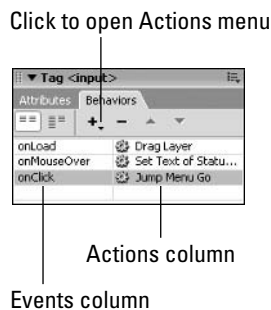 Click to open Actions menu
Tag <input>
Attributes Behaviors
onLoad Drag Layer
onMouseOver Set Text of Statu...
onClick Jump Menu Go
Actions column
Events column